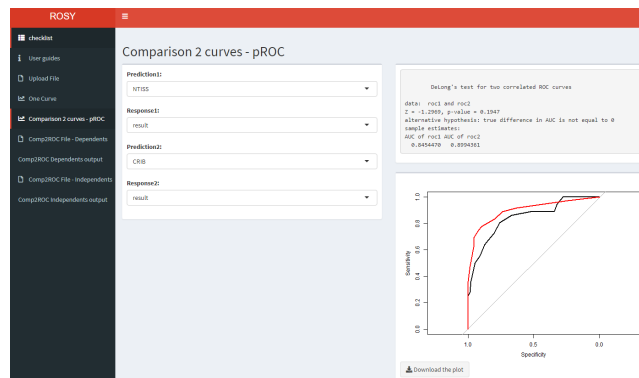 ROSY
checklist
User guides
Upload File
One Curve
Comparison 2 curves - pROC
Comp2ROC File - Dependents
Comp2ROC Dependents output
Comp2ROC File - Independents
Comp2ROC Independents output
Comparison 2 curves - pROC
Prediction1:
NTISS
Response1:
result
Prediction2:
CRIB
Response2:
result
DeLong's test for two correlated ROC curves
data: roc1 and roc2
Z = -1.2969, p-value = 0.1947
alternative hypothesis: true difference in AUC is not equal to 0
sample estimates:
AUC of roc1 AUC of roc2
0.8454470 0.8994361
Sensitivity
1.0
0.8
0.6
0.4
0.2
0.0
1.0 0.5 0.0
Specificity
Download the plot